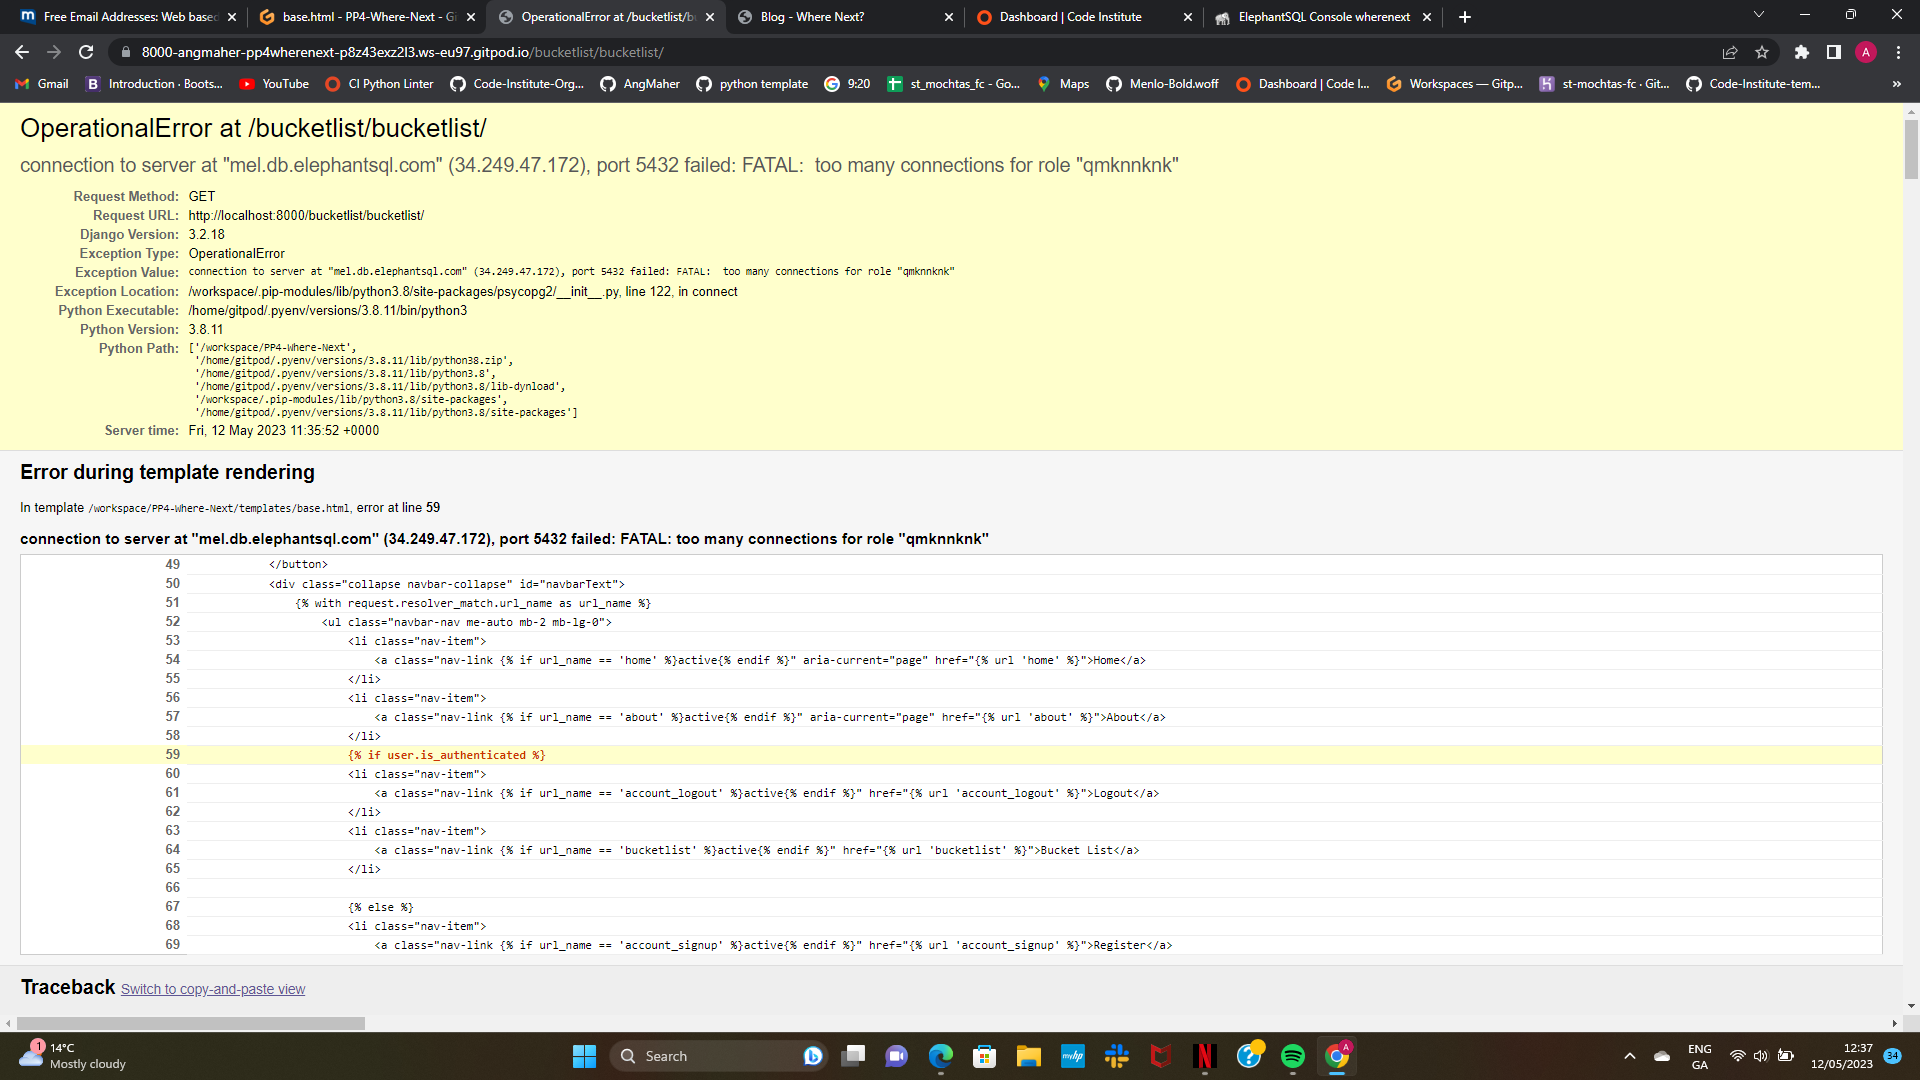 Free Email Addresses: Web based
base.html - PP4-Where-Next - Gi
OperationalError at /bucketlist/bu
Blog - Where Next?
Dashboard | Code Institute
ElephantSQL Console wherenext
8000-angmaher-pp4wherenext-p8z43exz2l3.ws-eu97.gitpod.io/bucketlist/bucketlist/
A
Gmail
Introduction · Boots...
YouTube
CI Python Linter
Code-Institute-Org...
AngMaher
python template
9:20
st_mochtas_fc - Go...
Maps
Menlo-Bold.woff
Dashboard | Code I...
Workspaces — Gitp...
st-mochtas-fc · Git...
Code-Institute-tem...
»
OperationalError at /bucketlist/bucketlist/
connection to server at "mel.db.elephantsql.com" (34.249.47.172), port 5432 failed: FATAL:  too many connections for role "qmknnknk"
Request Method: GET
Request URL: http://localhost:8000/bucketlist/bucketlist/
Django Version: 3.2.18
Exception Type: OperationalError
Exception Value: connection to server at "mel.db.elephantsql.com" (34.249.47.172), port 5432 failed: FATAL:  too many connections for role "qmknnknk"
Exception Location: /workspace/.pip-modules/lib/python3.8/site-packages/psycopg2/__init__.py, line 122, in connect
Python Executable: /home/gitpod/.pyenv/versions/3.8.11/bin/python3
Python Version: 3.8.11
Python Path: ['/workspace/PP4-Where-Next',
'/home/gitpod/.pyenv/versions/3.8.11/lib/python38.zip',
'/home/gitpod/.pyenv/versions/3.8.11/lib/python3.8',
'/home/gitpod/.pyenv/versions/3.8.11/lib/python3.8/lib-dynload',
'/workspace/.pip-modules/lib/python3.8/site-packages',
'/home/gitpod/.pyenv/versions/3.8.11/lib/python3.8/site-packages']
Server time: Fri, 12 May 2023 11:35:52 +0000
Error during template rendering
In template /workspace/PP4-Where-Next/templates/base.html, error at line 59
connection to server at "mel.db.elephantsql.com" (34.249.47.172), port 5432 failed: FATAL: too many connections for role "qmknnknk"
49 </button>
50 <div class="collapse navbar-collapse" id="navbarText">
51 {% with request.resolver_match.url_name as url_name %}
52 <ul class="navbar-nav me-auto mb-2 mb-lg-0">
53 <li class="nav-item">
54 <a class="nav-link {% if url_name == 'home' %}active{% endif %}" aria-current="page" href="{% url 'home' %}">Home</a>
55 </li>
56 <li class="nav-item">
57 <a class="nav-link {% if url_name == 'about' %}active{% endif %}" aria-current="page" href="{% url 'about' %}">About</a>
58 </li>
59 {% if user.is_authenticated %}
60 <li class="nav-item">
61 <a class="nav-link {% if url_name == 'account_logout' %}active{% endif %}" href="{% url 'account_logout' %}">Logout</a>
62 </li>
63 <li class="nav-item">
64 <a class="nav-link {% if url_name == 'bucketlist' %}active{% endif %}" href="{% url 'bucketlist' %}">Bucket List</a>
65 </li>
66
67 {% else %}
68 <li class="nav-item">
69 <a class="nav-link {% if url_name == 'account_signup' %}active{% endif %}" href="{% url 'account_signup' %}">Register</a>
Traceback Switch to copy-and-paste view
1
14°C
Mostly cloudy
Search
myhp
A
ENG
GA
12:37
12/05/2023
34